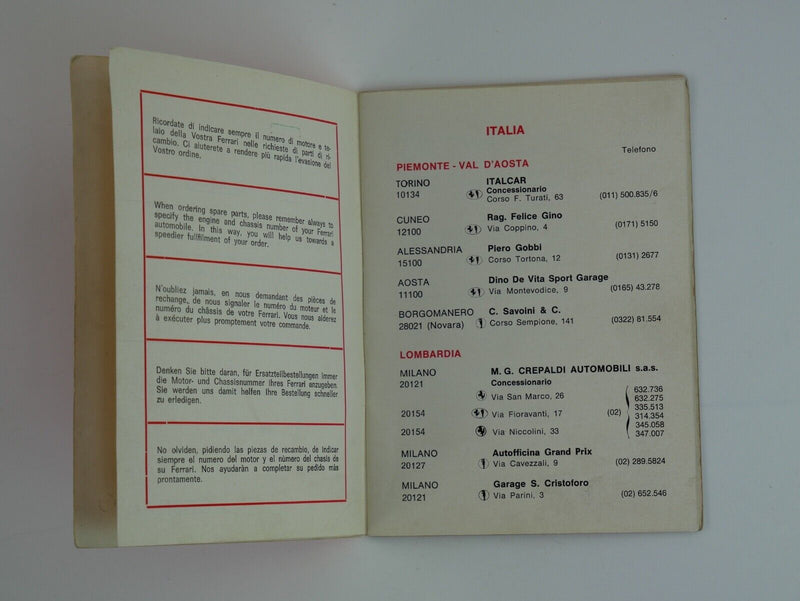 Ricordate di indicare sempre il numero di motore e te-
laio della Vostra Ferrari nelle richieste di parti di ri-
cambio. Ci aiuterete a rendere più rapida l'evasione del
Vostro ordine.
When ordering spare parts, please remember always to
specify the engine and chassis number of your Ferrari
automobile. In this way, you will help us towards a
speedier fullfilment of your order.
N'oubliez jamais, en nous demandant des pièces de
rechange, de nous signaler le numéro du moteur et le
numéro du châssis de votre Ferrari. Vous nous aiderez
à exécuter plus promptement votre commande.
Denken Sie bitte daran, für Ersatzteilbestellungen immer
die Motor- und Chassisnummer Ihres Ferrari anzugeben.
Sie werden uns damit helfen Ihre Bestellung schneller
zu erledigen.
No olviden, pidiendo las piezas de recambio, de indicar
siempre el numero del motor y el número del chasis de
su Ferrari. Nos ayudarán a completar su pedido más
prontamente.
ITALIA
Telefono
PIEMONTE - VAL D'AOSTA
TORINO ITALCAR
Concessionario
10134 Corso F. Turati, 63 (011) 500.835/6
CUNEO Rag. Felice Gino
12100 Via Coppino, 4 (0171) 5150
ALESSANDRIA Piero Gobbi
15100 Corso Tortona, 12 (0131) 2677
AOSTA Dino De Vita Sport Garage
11100 Via Montevodice, 9 (0165) 43.278
BORGOMANERO C. Savoini & C.
28021 (Novara) Corso Sempione, 141 (0322) 81.554
LOMBARDIA
MILANO M. G. CREPALDI AUTOMOBILI s.a.s.
20121 Concessionario
632.736
Via San Marco, 26 632.275
335.513
20154 Via Fioravanti, 17 (02) 314.354
345.058
20154 Via Niccolini, 33 347.007
MILANO Autofficina Grand Prix
20127 Via Cavezzali, 9 (02) 289.5824
MILANO Garage S. Cristoforo
20121 Via Parini, 3 (02) 652.546